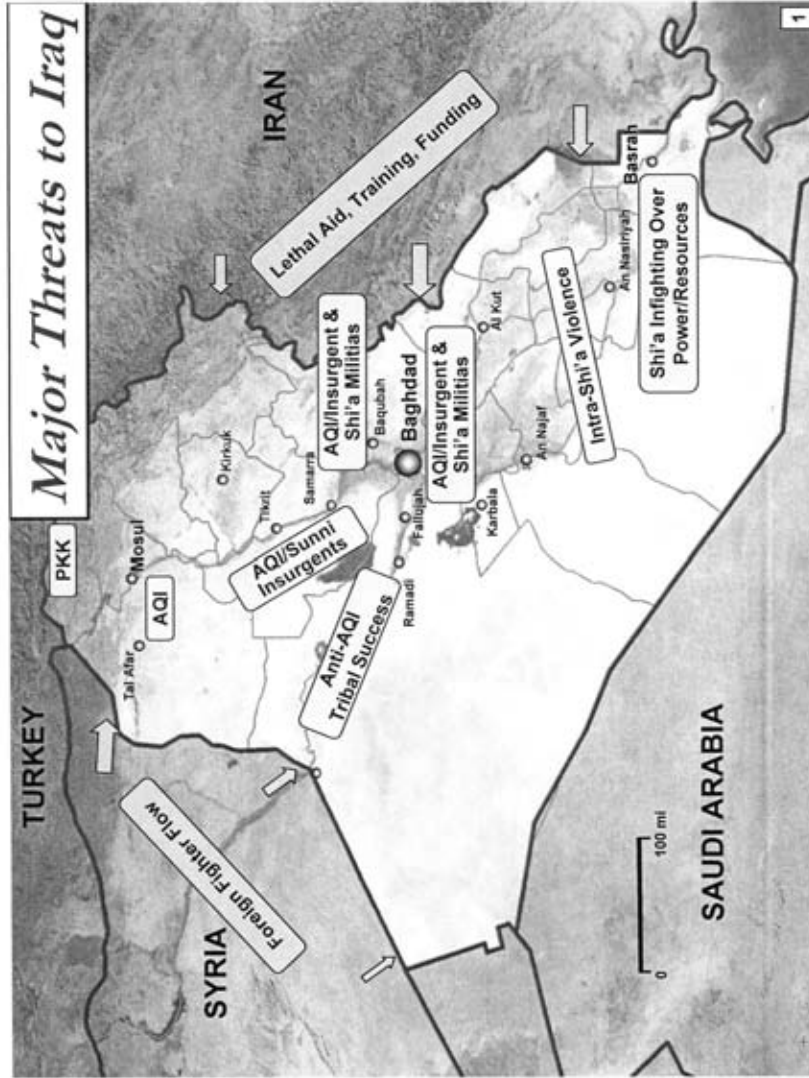 Major Threats to Iraq
TURKEY
PKK
Tal Afar
Mosul
AQI
Kirkuk
IRAN
Foreign Fighter Flow
SYRIA
Tikrit
Samarra
AQI/Sunni
Insurgents
AQI/Insurgent &
Shi'a Militias
Lethal Aid, Training, Funding
Baqubah
Anti-AQI
Tribal Success
Ramadi
Fallujah
Baghdad
AQI/Insurgent &
Shi'a Militias
Karbala
Al Kut
An Najaf
Intra-Shi'a Violence
An Nasiriyah
Basrah
Shi'a Infighting Over
Power/Resources
0
100 mi
SAUDI ARABIA
1